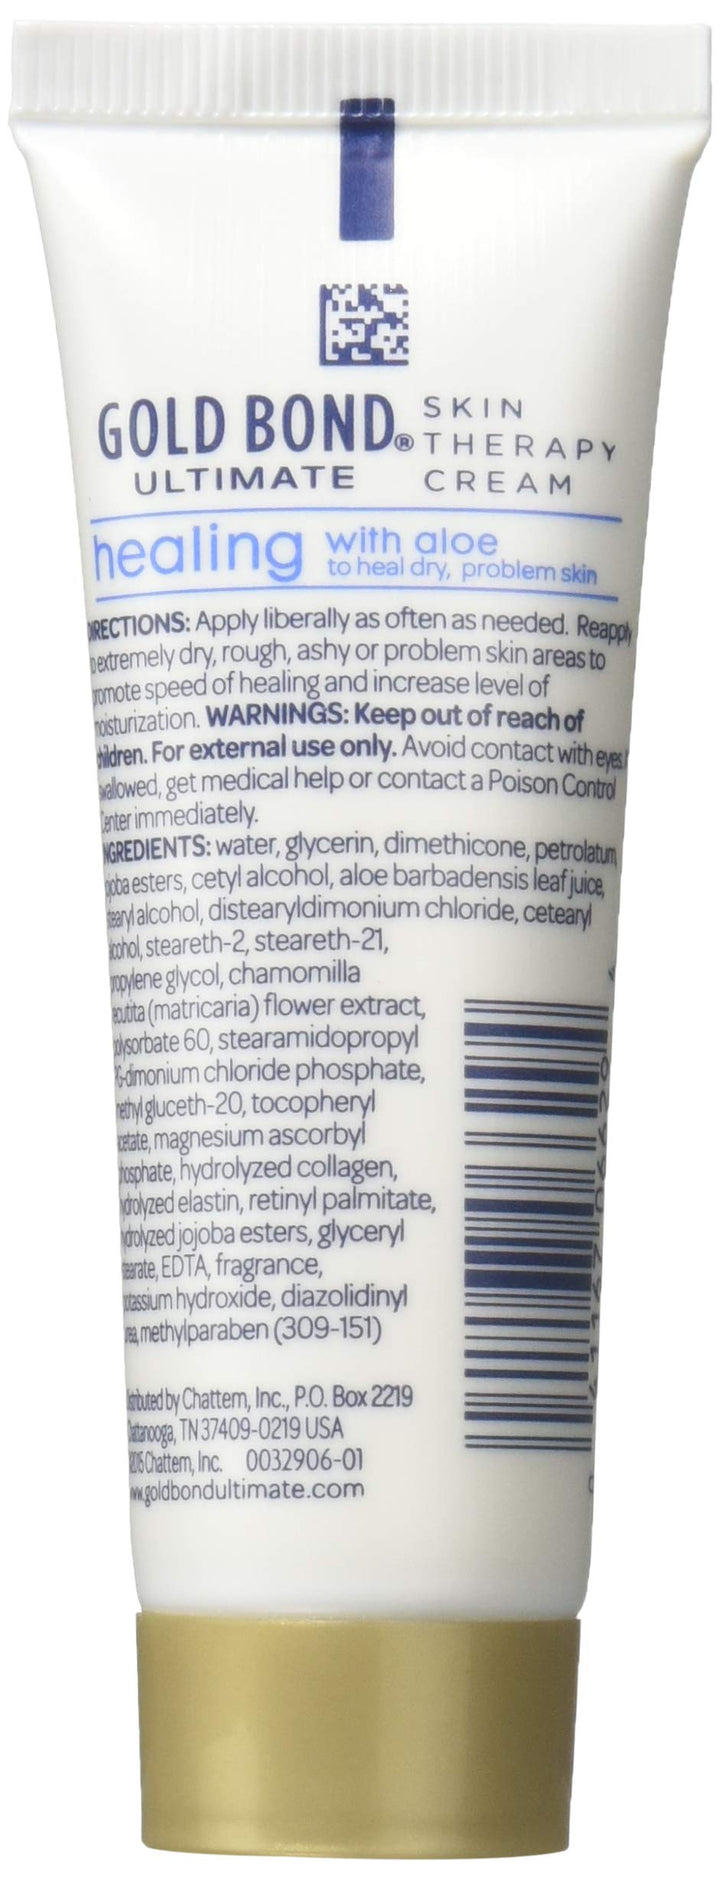 GOLD BOND®
ULTIMATE
SKIN
THERAPY
CREAM
healing with aloe
to heal dry, problem skin
DIRECTIONS: Apply liberally as often as needed. Reapply
to extremely dry, rough, ashy or problem skin areas to
promote speed of healing and increase level of
moisturization. WARNINGS: Keep out of reach of
children. For external use only. Avoid contact with eyes. If
swallowed, get medical help or contact a Poison Control
Center immediately.
INGREDIENTS: water, glycerin, dimethicone, petrolatum,
jojoba esters, cetyl alcohol, aloe barbadensis leaf juice,
stearyl alcohol, distearyldimonium chloride, cetearyl
alcohol, steareth-2, steareth-21,
propylene glycol, chamomilla
recutita (matricaria) flower extract,
polysorbate 60, stearamidopropyl
PG-dimonium chloride phosphate,
methyl gluceth-20, tocopheryl
acetate, magnesium ascorbyl
phosphate, hydrolyzed collagen,
hydrolyzed elastin, retinyl palmitate,
hydrolyzed jojoba esters, glyceryl
stearate, EDTA, fragrance,
potassium hydroxide, diazolidinyl
urea, methylparaben (309-151)
Distributed by Chattem, Inc., P.O. Box 2219
Chattanooga, TN 37409-0219 USA
©2015 Chattem, Inc. 0032906-01
www.goldbondultimate.com